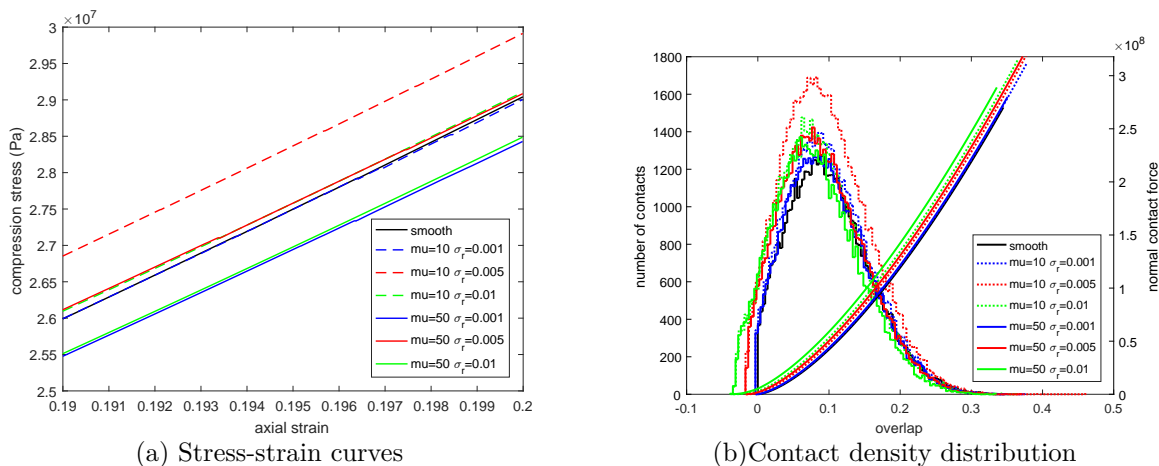 ×10⁷
3
2.95
2.9
2.85
2.8
2.75
2.7
2.65
2.6
2.55
2.5
compression stress (Pa)
0.19 0.191 0.192 0.193 0.194 0.195 0.196 0.197 0.198 0.199 0.2
axial strain
smooth
mu=10 σr=0.001
mu=10 σr=0.005
mu=10 σr=0.01
mu=50 σr=0.001
mu=50 σr=0.005
mu=50 σr=0.01
(a) Stress-strain curves
×10⁸
1800
1600
1400
1200
1000
800
600
400
200
0
number of contacts
3
2.5
2
1.5
1
0.5
0
normal contact force
-0.1 0 0.1 0.2 0.3 0.4 0.5
overlap
smooth
mu=10 σr=0.001
mu=10 σr=0.005
mu=10 σr=0.01
mu=50 σr=0.001
mu=50 σr=0.005
mu=50 σr=0.01
(b)Contact density distribution